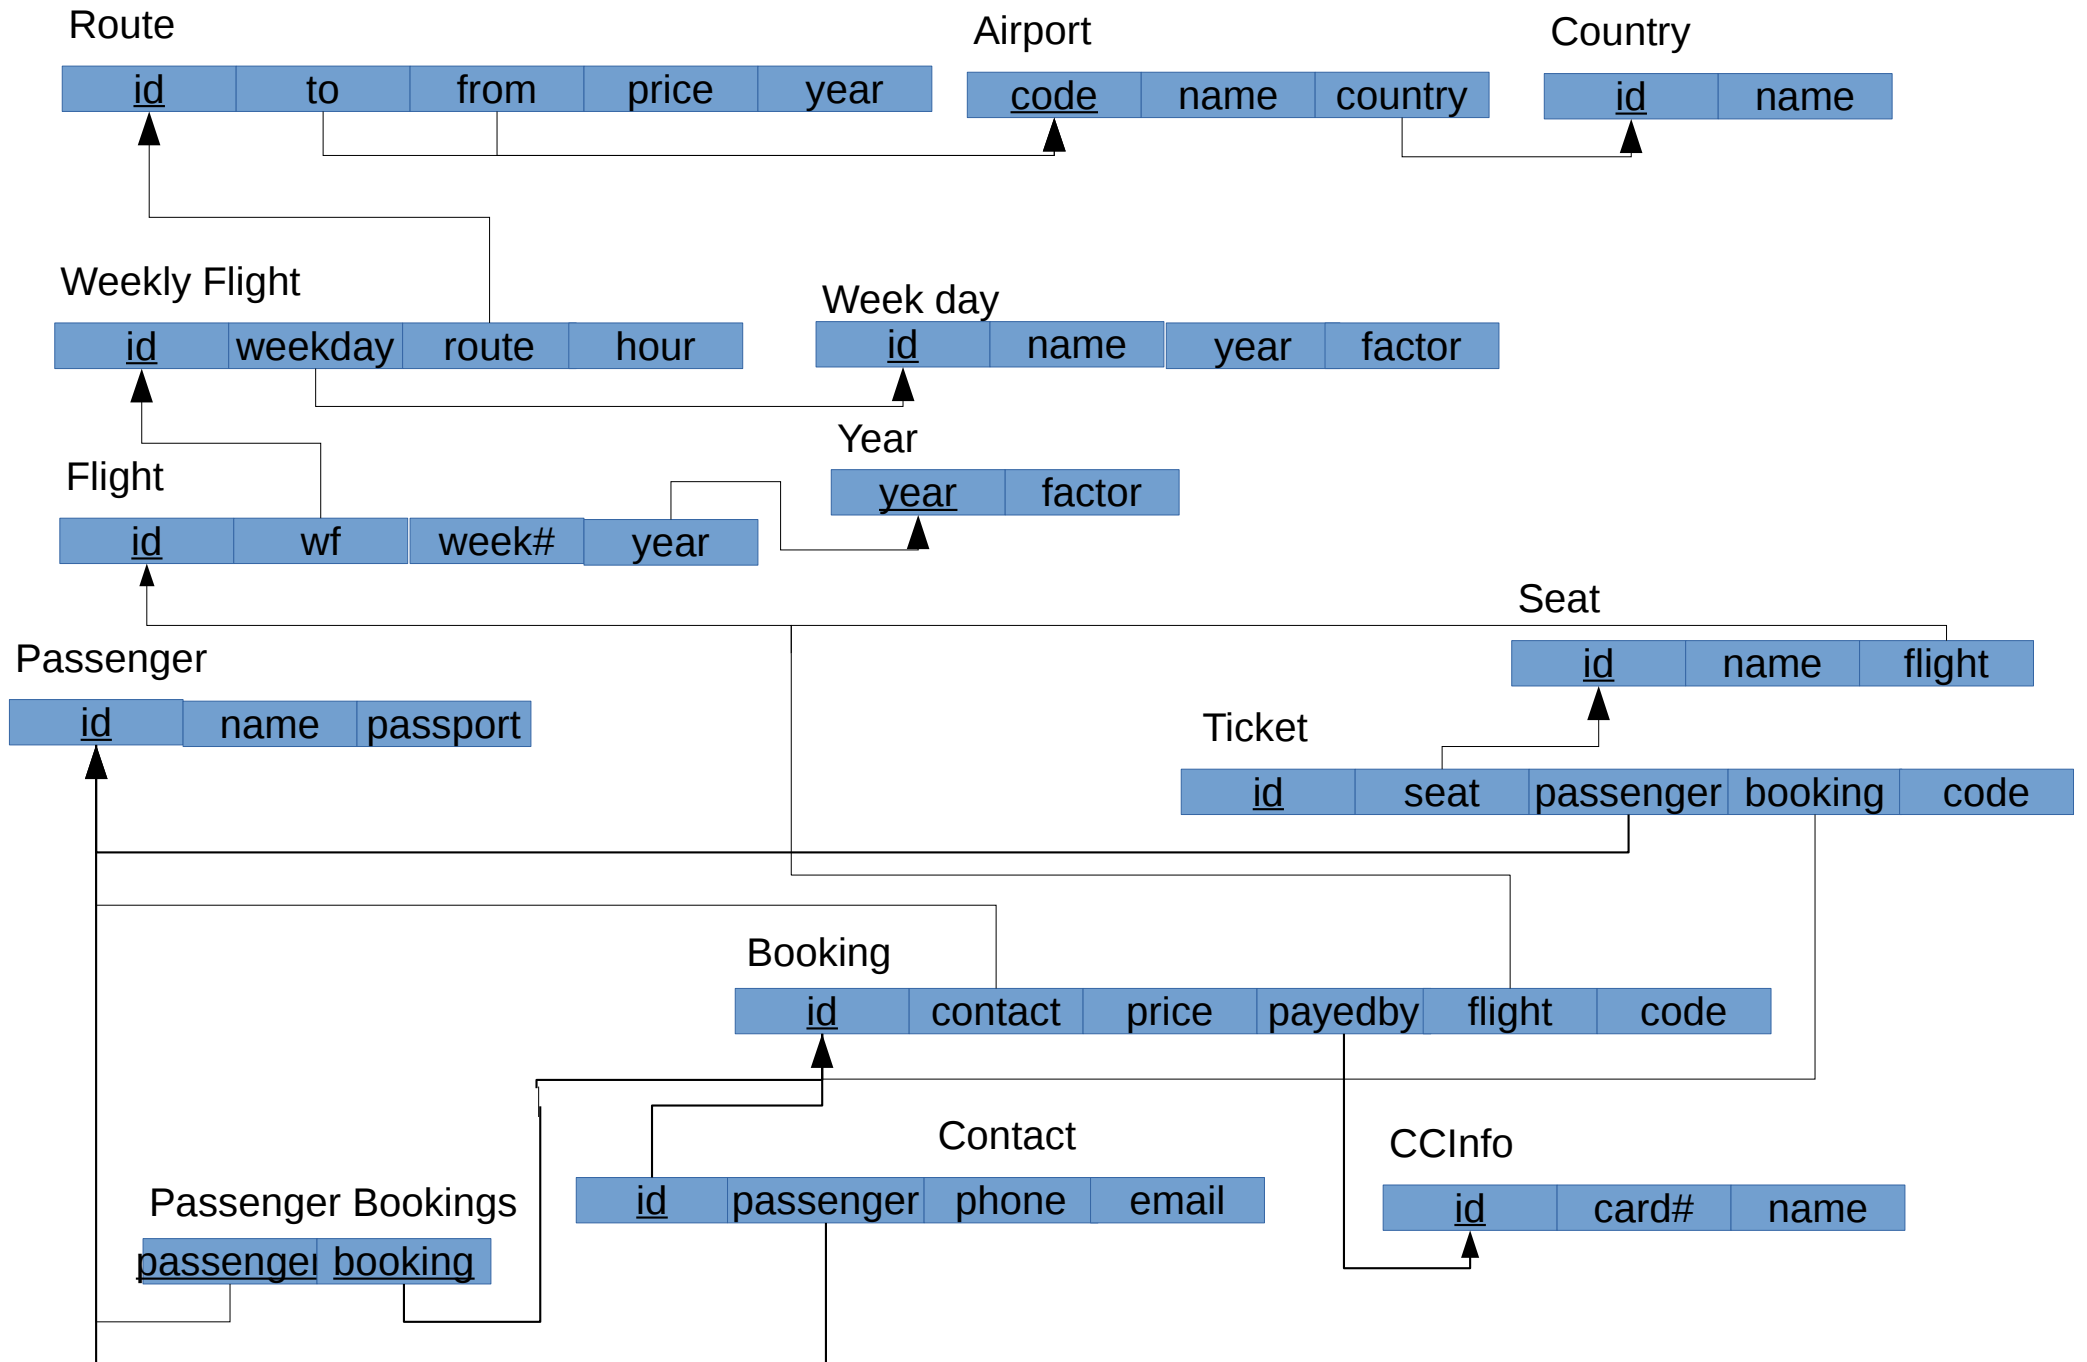 Route
id to from price year
Airport
code name country
Country
id name
Weekly Flight
id weekday route hour
Week day
id name year factor
Year
year factor
Flight
id wf week# year
Seat
id name flight
Passenger
id name passport
Ticket
id seat passenger booking code
Booking
id contact price payedby flight code
Contact
id passenger phone email
CCInfo
id card# name
Passenger Bookings
passenger booking